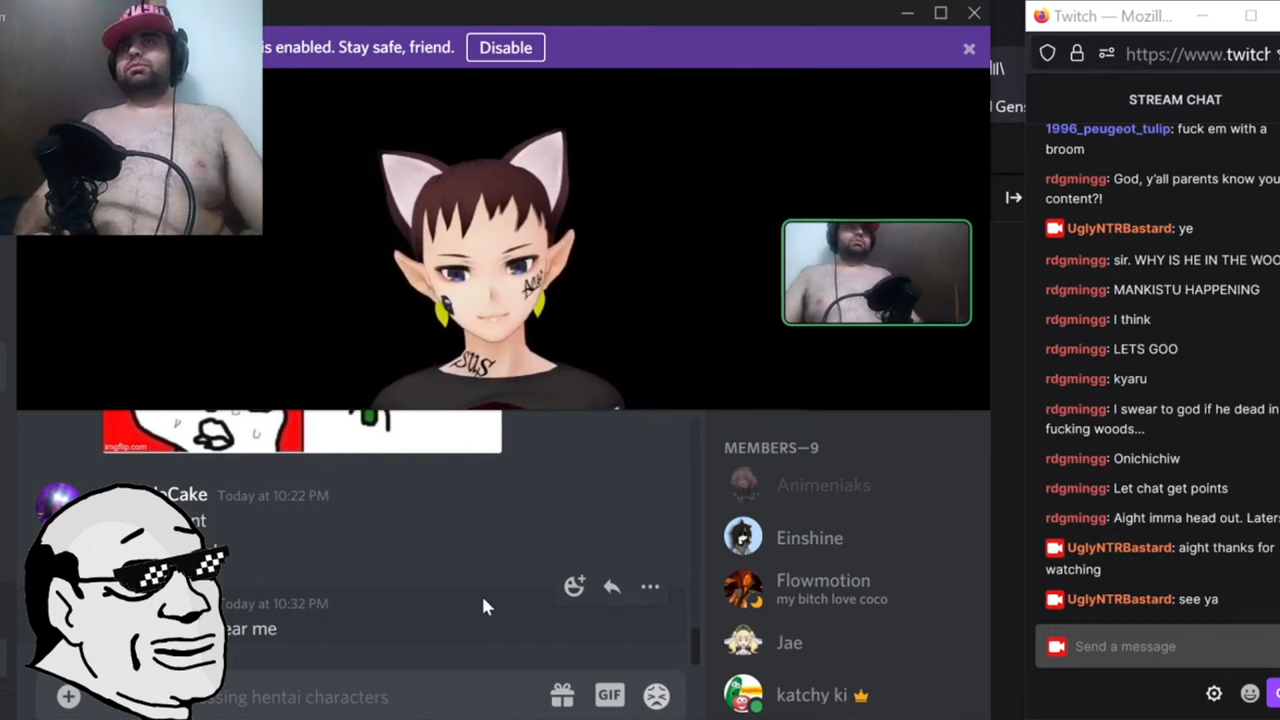 is enabled. Stay safe, friend.
Disable
Twitch — Mozill...
https://www.twitch
Gens
STREAM CHAT
1996_peugeot_tulip: fuck em with a
broom
rdgmingg: God, y'all parents know you
content?!
UglyNTRBastard: ye
rdgmingg: sir. WHY IS HE IN THE WOO
rdgmingg: MANKISTU HAPPENING
rdgmingg: I think
rdgmingg: LETS GOO
rdgmingg: kyaru
rdgmingg: I swear to god if he dead in
fucking woods...
rdgmingg: Onichichiw
rdgmingg: Let chat get points
rdgmingg: Aight imma head out. Later
UglyNTRBastard: aight thanks for
watching
UglyNTRBastard: see ya
Send a message
sus
imgflip.com
Cake Today at 10:22 PM
nt
Today at 10:32 PM
ear me
sing hentai characters
GIF
MEMBERS—9
Animeniaks
Einshine
Flowmotion
my bitch love coco
Jae
katchy ki